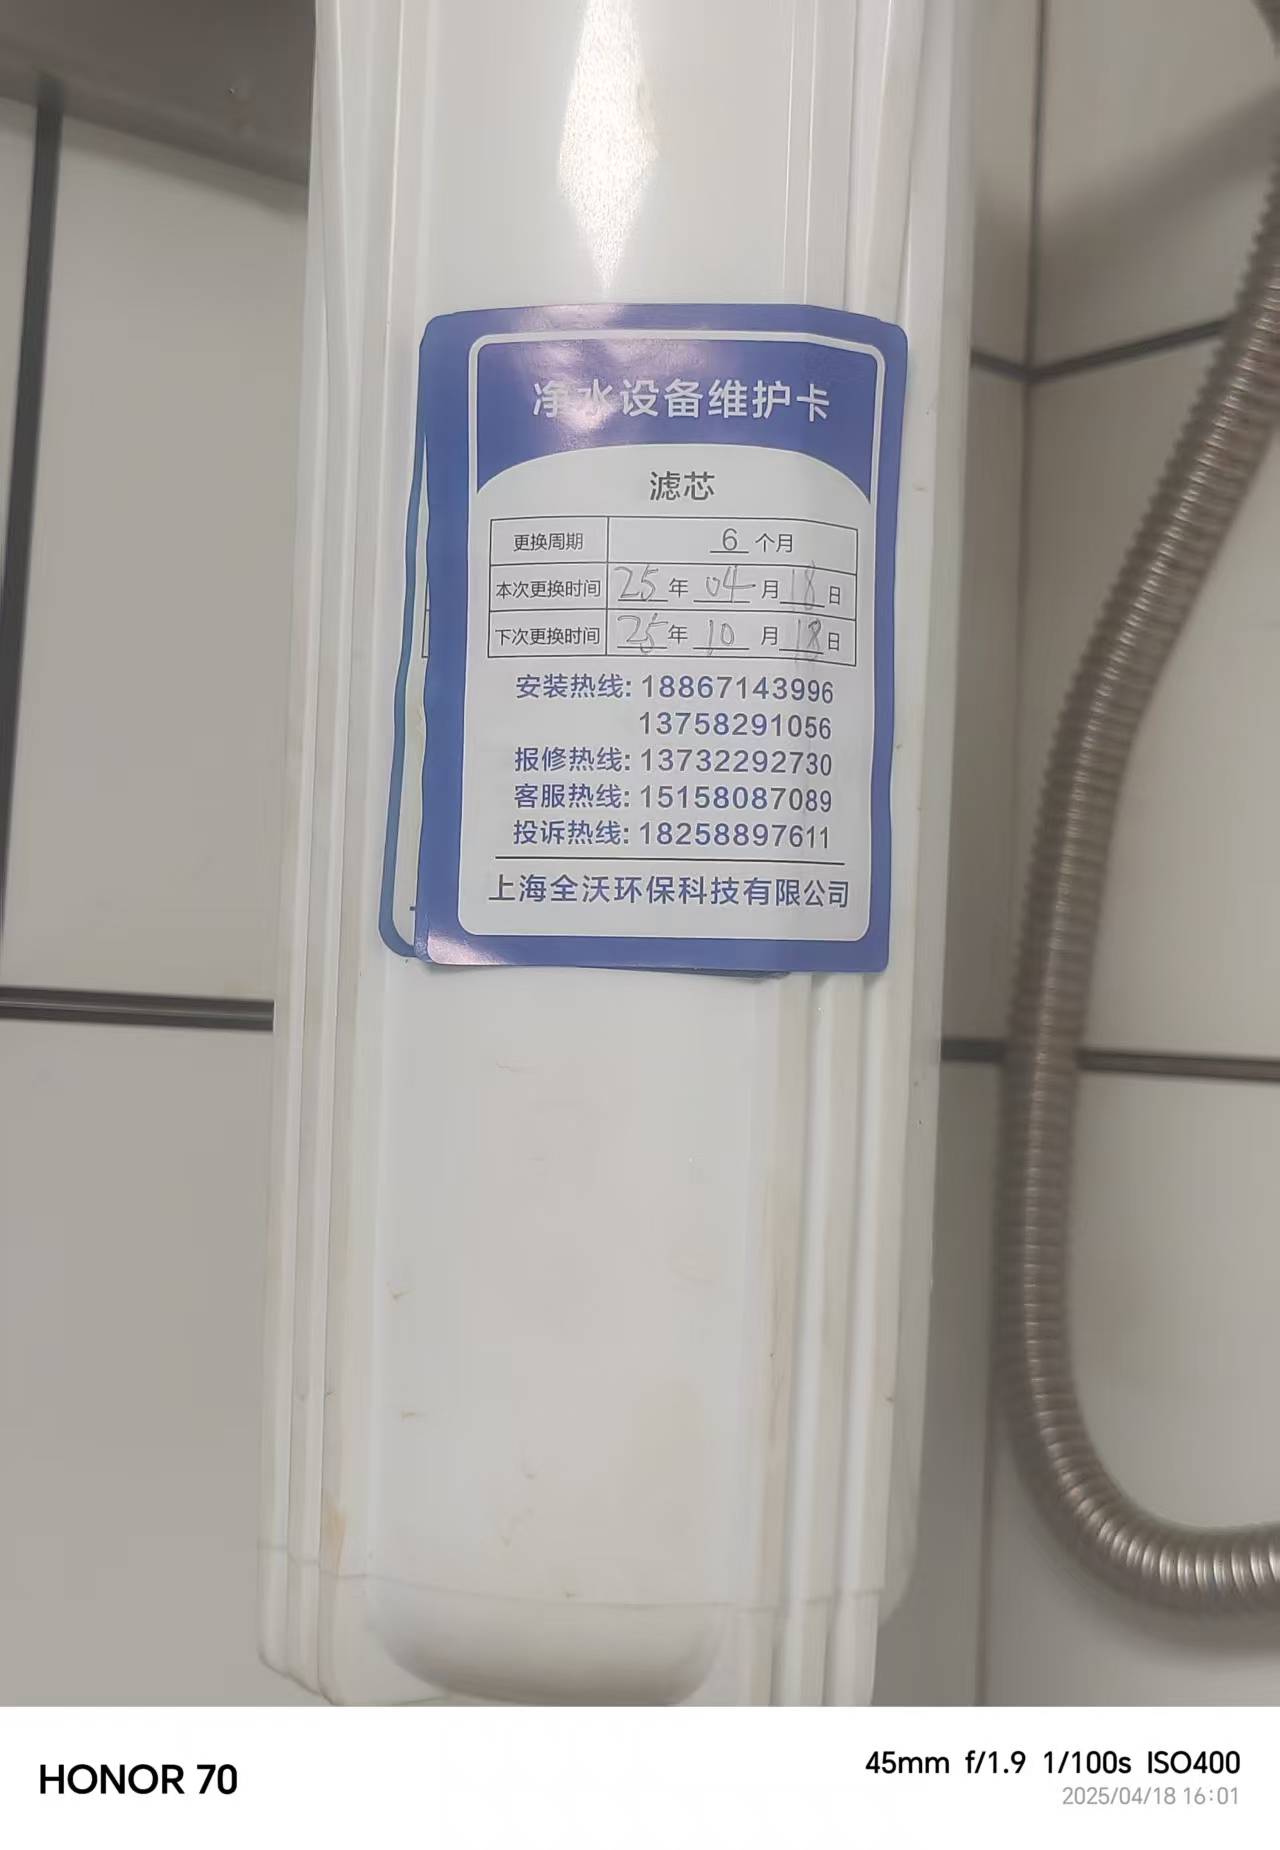 净水设备维护卡
滤芯
更换周期 6 个月
本次更换时间 25 年 04 月 18 日
下次更换时间 25 年 10 月 18 日
安装热线: 18867143996
13758291056
报修热线: 13732292730
客服热线: 15158087089
投诉热线: 18258897611
上海全沃环保科技有限公司
HONOR 70
45mm f/1.9 1/100s ISO400
2025/04/18 16:01